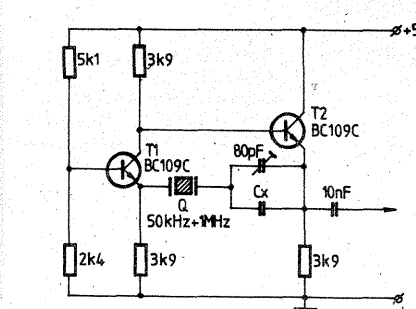 +5
5k1
3k9
T2
BC109C
T1
BC109C
80pF
Q
50kHz÷1MHz
Cx
10nF
2k4
3k9
3k9